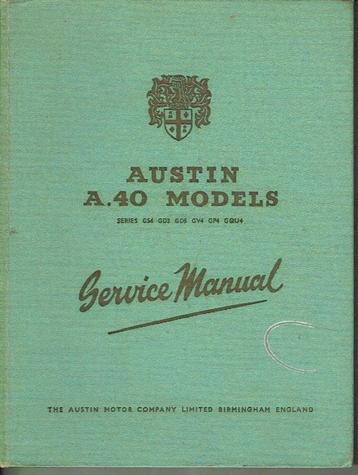 AUSTIN
A.40 MODELS
SERIES GS4 GD3 GD5 GV4 GP4 GQU4
Service Manual
THE AUSTIN MOTOR COMPANY LIMITED BIRMINGHAM ENGLAND